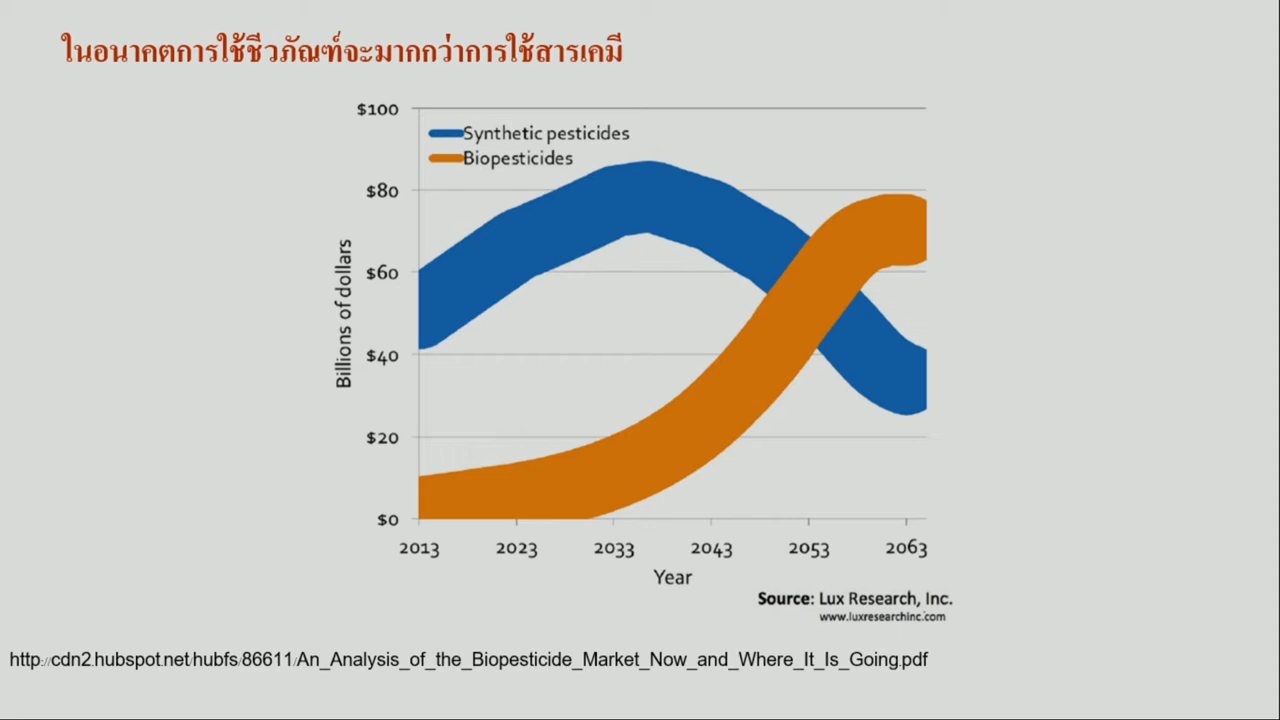 ในอนาคตการใช้ชีวภัณฑ์จะมากกว่าการใช้สารเคมี
$100
Synthetic pesticides
Biopesticides
$80
$60
$40
$20
$0
Billions of dollars
2013 2023 2033 2043 2053 2063
Year
Source: Lux Research, Inc.
www.luxresearchinc.com
http://cdn2.hubspot.net/hubfs/86611/An_Analysis_of_the_Biopesticide_Market_Now_and_Where_It_Is_Going.pdf